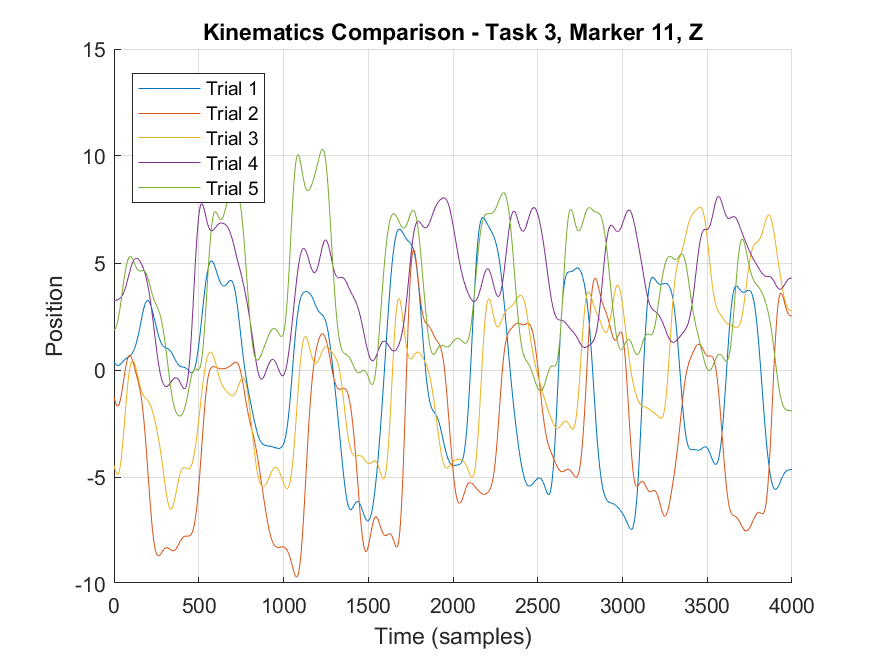 Kinematics Comparison - Task 3, Marker 11, Z
15
10
5
0
-5
-10
Position
Trial 1
Trial 2
Trial 3
Trial 4
Trial 5
0 500 1000 1500 2000 2500 3000 3500 4000
Time (samples)